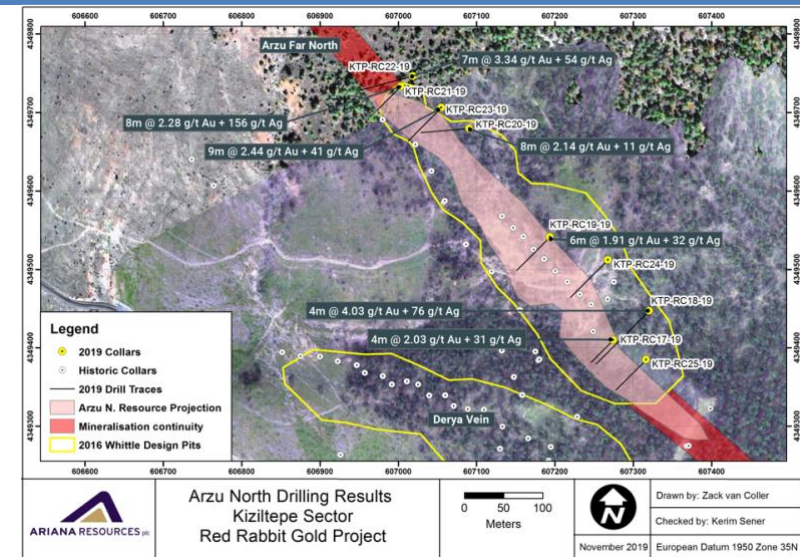 606600 606700 606800 606900 607000 607100 607200 607300 607400
4349800
4349700
4349600
4349500
4349400
4349300
4349800
4349700
4349600
4349500
4349400
4349300
Arzu Far North
7m @ 3.34 g/t Au + 54 g/t Ag
KTP-RC22-19
KTP-RC21-19
KTP-RC23-19
8m @ 2.28 g/t Au + 156 g/t Ag
KTP-RC20-19
9m @ 2.44 g/t Au + 41 g/t Ag
8m @ 2.14 g/t Au + 11 g/t Ag
KTP-RC19-19
6m @ 1.91 g/t Au + 32 g/t Ag
KTP-RC24-19
KTP-RC18-19
4m @ 4.03 g/t Au + 76 g/t Ag
4m @ 2.03 g/t Au + 31 g/t Ag
KTP-RC17-19
KTP-RC25-19
Derya Vein
Legend
2019 Collars
Historic Collars
2019 Drill Traces
Arzu N. Resource Projection
Mineralisation continuity
2016 Whittle Design Pits
606600 606700 606800 606900 607000 607100 607200 607300 607400
ARIANA RESOURCES plc
Arzu North Drilling Results
Kiziltepe Sector
Red Rabbit Gold Project
0 50 100
Meters
N
November 2019
Drawn by: Zack van Coller
Checked by: Kerim Sener
European Datum 1950 Zone 35N